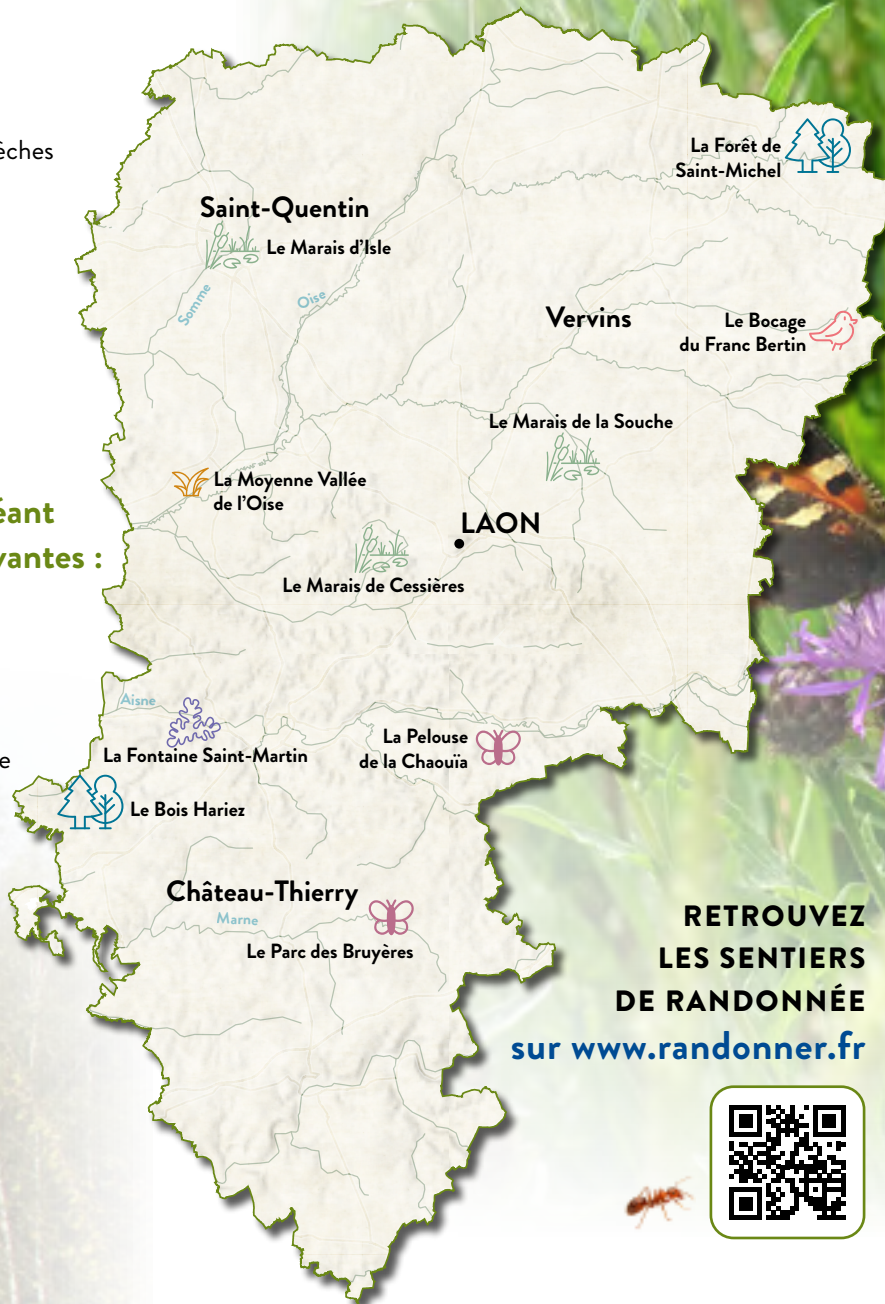 êches
La Forêt de
Saint-Michel
Saint-Quentin
Le Marais d'Isle
Somme
Oise
Vervins
Le Bocage
du Franc Bertin
Le Marais de la Souche
La Moyenne Vallée
de l'Oise
éant
vantes :
LAON
Le Marais de Cessières
Aisne
La Fontaine Saint-Martin
La Pelouse
de la Chaouïa
e
Le Bois Hariez
Château-Thierry
Marne
Le Parc des Bruyères
RETROUVEZ
LES SENTIERS
DE RANDONNÉE
sur www.randonner.fr